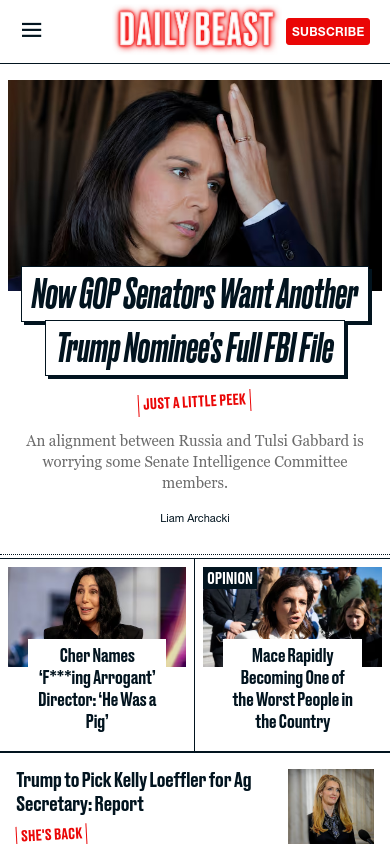 DAILY BEAST
SUBSCRIBE
Now GOP Senators Want Another
Trump Nominee's Full FBI File
JUST A LITTLE PEEK
An alignment between Russia and Tulsi Gabbard is
worrying some Senate Intelligence Committee
members.
Liam Archacki
Cher Names
‘F***ing Arrogant’
Director: ‘He Was a
Pig’
OPINION
Mace Rapidly
Becoming One of
the Worst People in
the Country
Trump to Pick Kelly Loeffler for Ag
Secretary: Report
SHE'S BACK